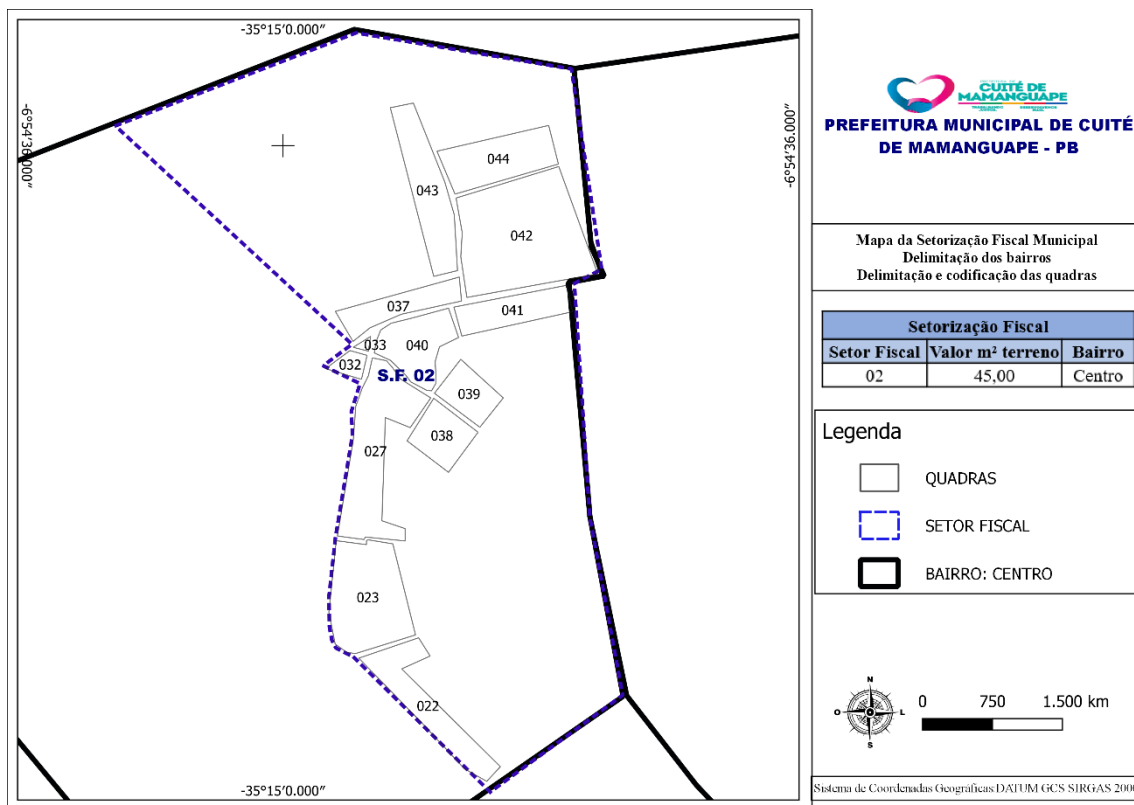 -35°15'0.000"
-6°54'36.000"
-6°54'36.000"
044
043
042
037
041
033
040
032
S.F. 02
039
038
027
023
022
-35°15'0.000"
CUITÉ DE
MAMANGUAPE
PREFEITURA MUNICIPAL DE CUITÉ
DE MAMANGUAPE - PB
Mapa da Setorização Fiscal Municipal
Delimitação dos bairros
Delimitação e codificação das quadras
Setorização Fiscal
Setor Fiscal Valor m² terreno Bairro
02 45,00 Centro
Legenda
QUADRAS
SETOR FISCAL
BAIRRO: CENTRO
N
O L
S
0 750 1.500 km
Sistema de Coordenadas Geográficas:DATUM GCS SIRGAS 200